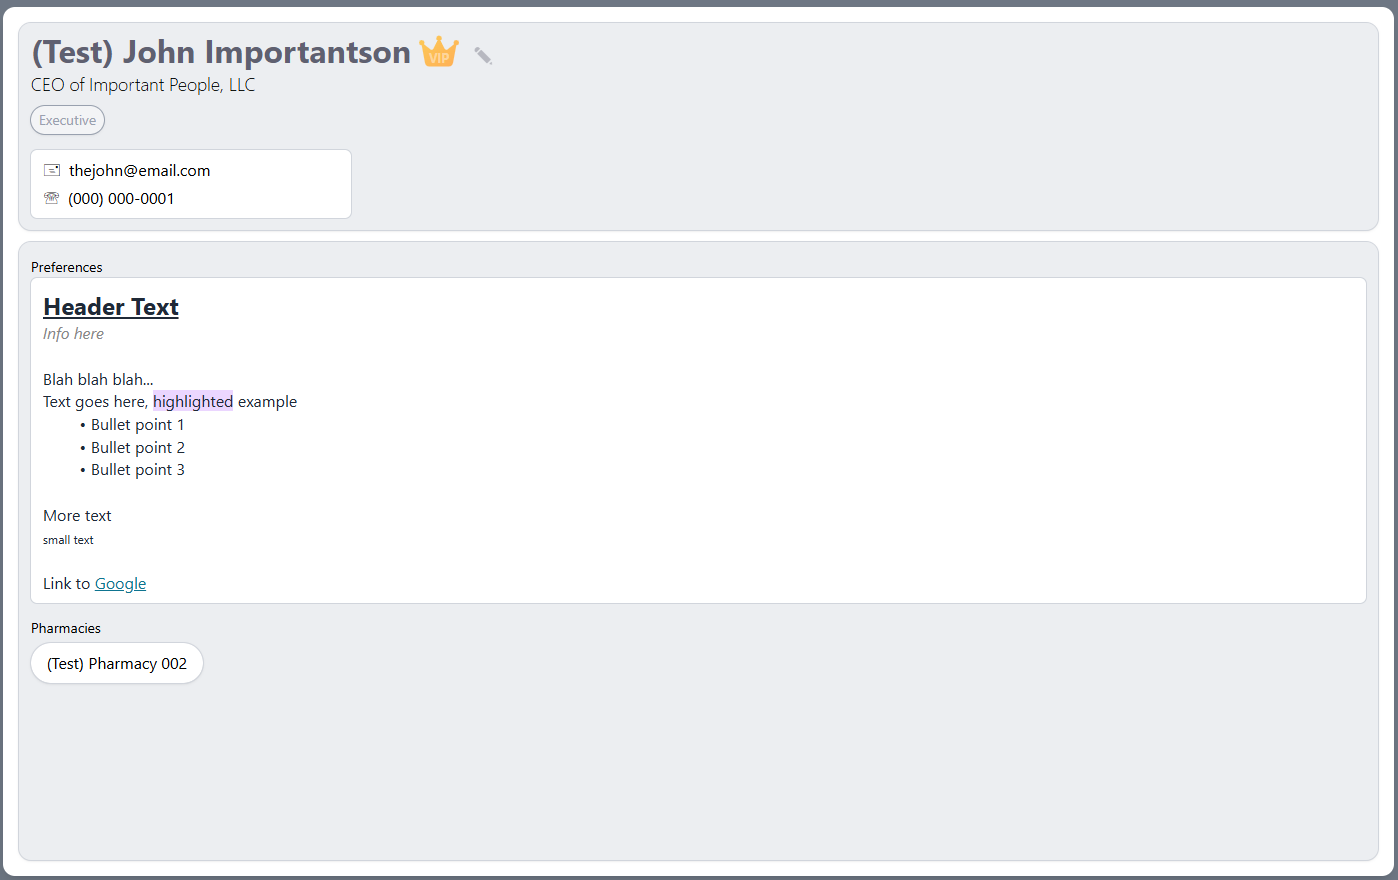 (Test) John Importantson VIP
CEO of Important People, LLC
Executive
thejohn@email.com
(000) 000-0001
Preferences
Header Text
Info here
Blah blah blah...
Text goes here, highlighted example
• Bullet point 1
• Bullet point 2
• Bullet point 3
More text
small text
Link to Google
Pharmacies
(Test) Pharmacy 002